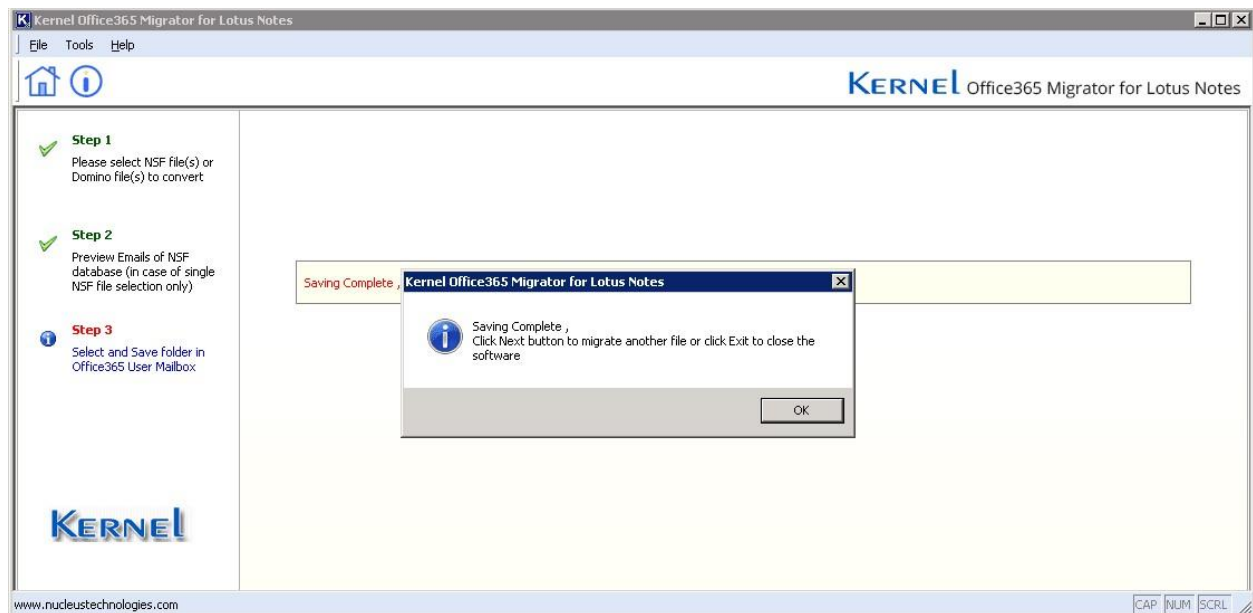 Kernel Office365 Migrator for Lotus Notes
File Tools Help
KERNEL Office365 Migrator for Lotus Notes
Step 1
Please select NSF file(s) or
Domino file(s) to convert
Step 2
Preview Emails of NSF
database (in case of single
NSF file selection only)
Step 3
Select and Save folder in
Office365 User Mailbox
Saving Complete ,
Kernel Office365 Migrator for Lotus Notes
Saving Complete ,
Click Next button to migrate another file or click Exit to close the
software
OK
KERNEL
www.nucleustechnologies.com
CAP NUM SCRL